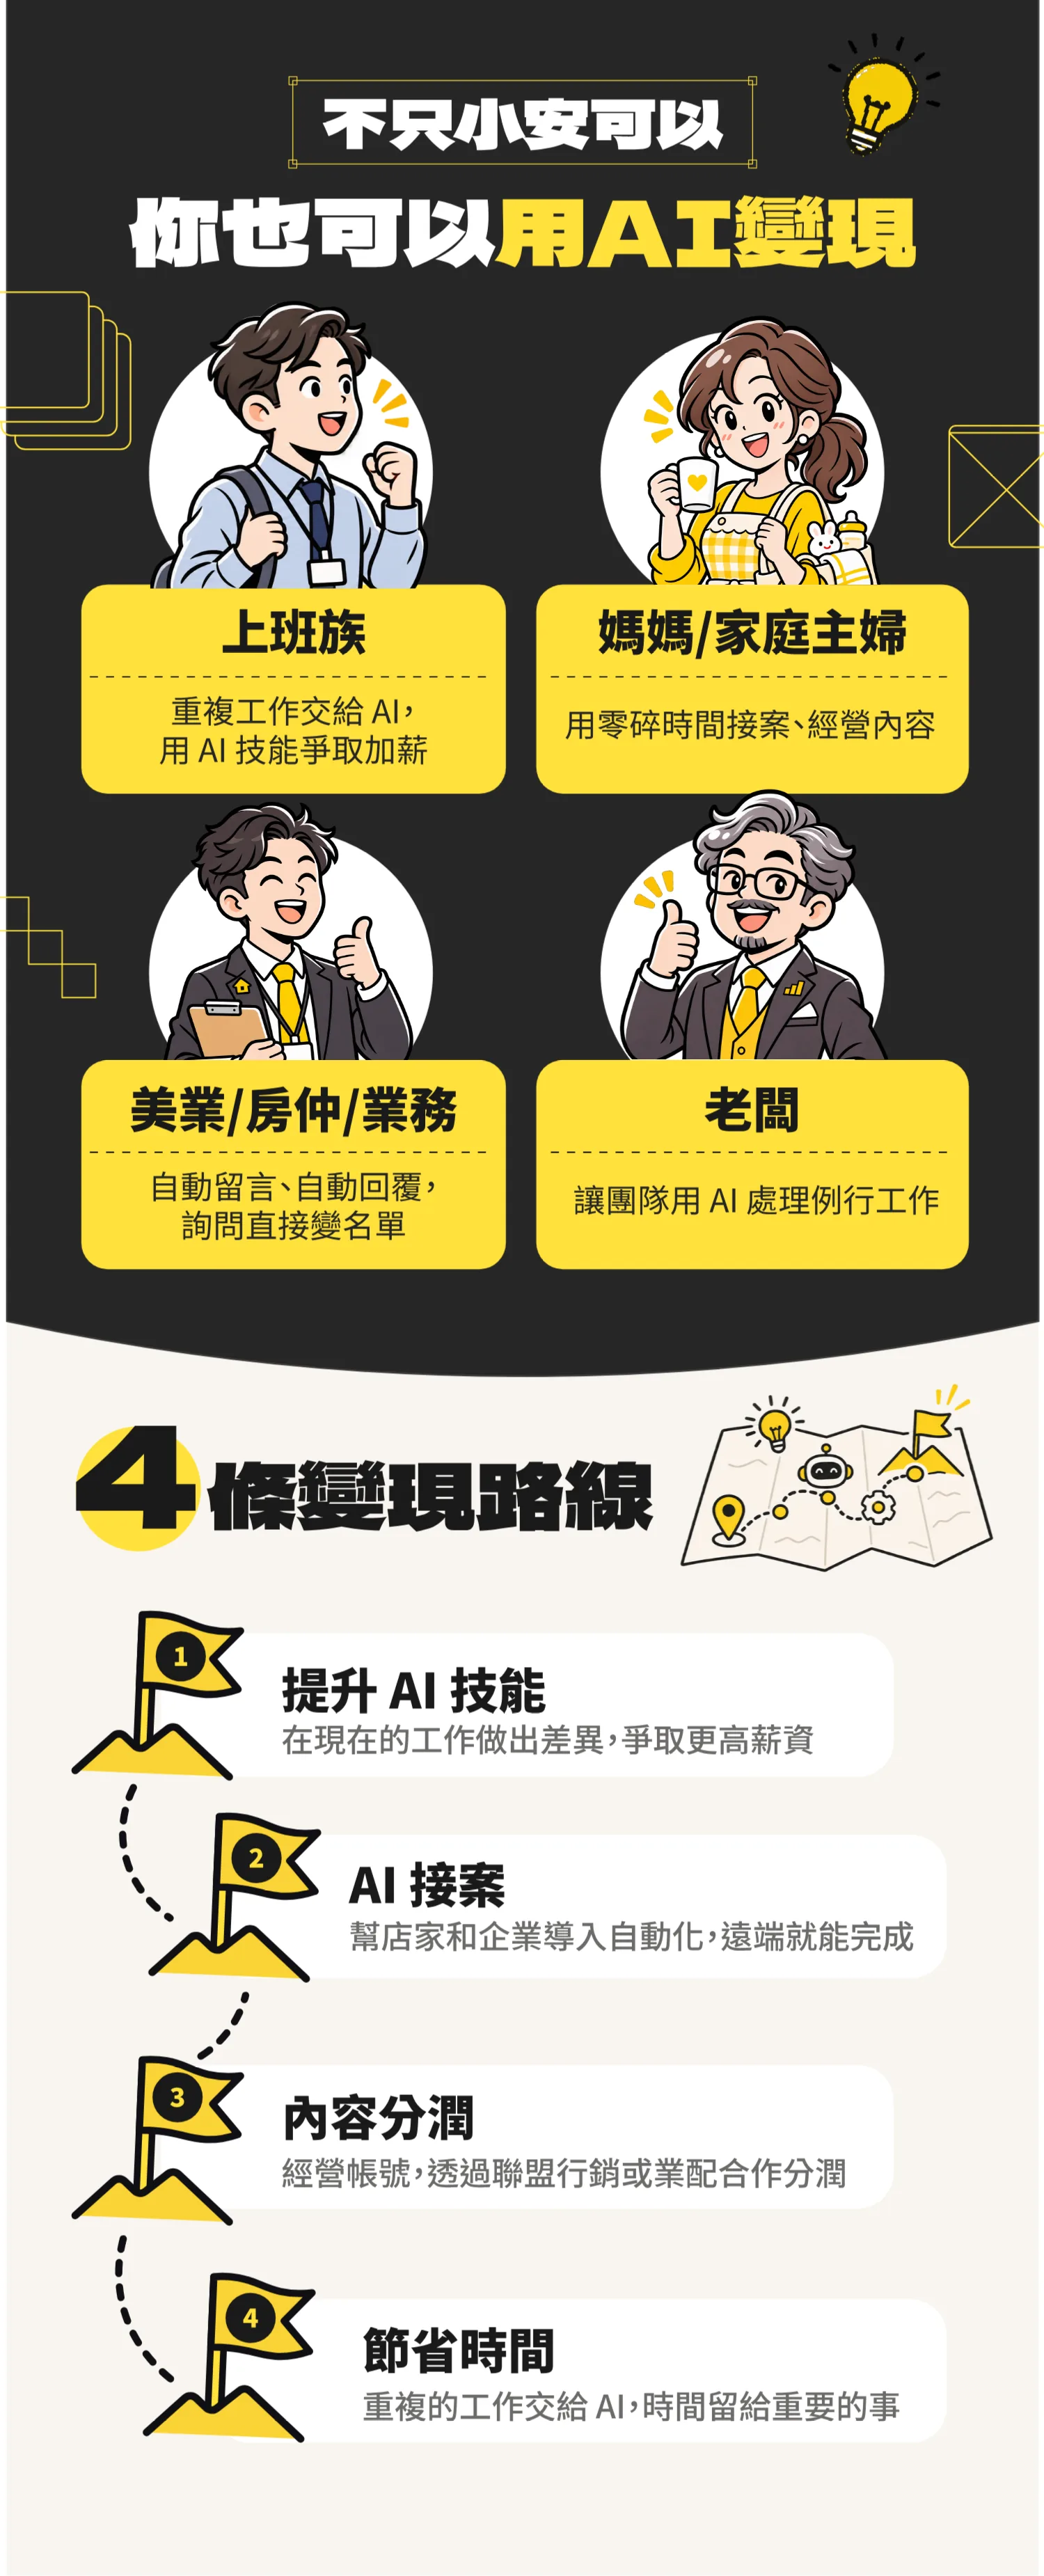 不只小安可以
你也可以用AI變現
上班族
重複工作交給 AI，
用 AI 技能爭取加薪
媽媽/家庭主婦
用零碎時間接案、經營內容
美業/房仲/業務
自動留言、自動回覆，
詢問直接變名單
老闆
讓團隊用 AI 處理例行工作
4條變現路線
1
提升 AI 技能
在現在的工作做出差異，爭取更高薪資
2
AI 接案
幫店家和企業導入自動化，遠端就能完成
3
內容分潤
經營帳號，透過聯盟行銷或業配合作分潤
4
節省時間
重複的工作交給 AI，時間留給重要的事